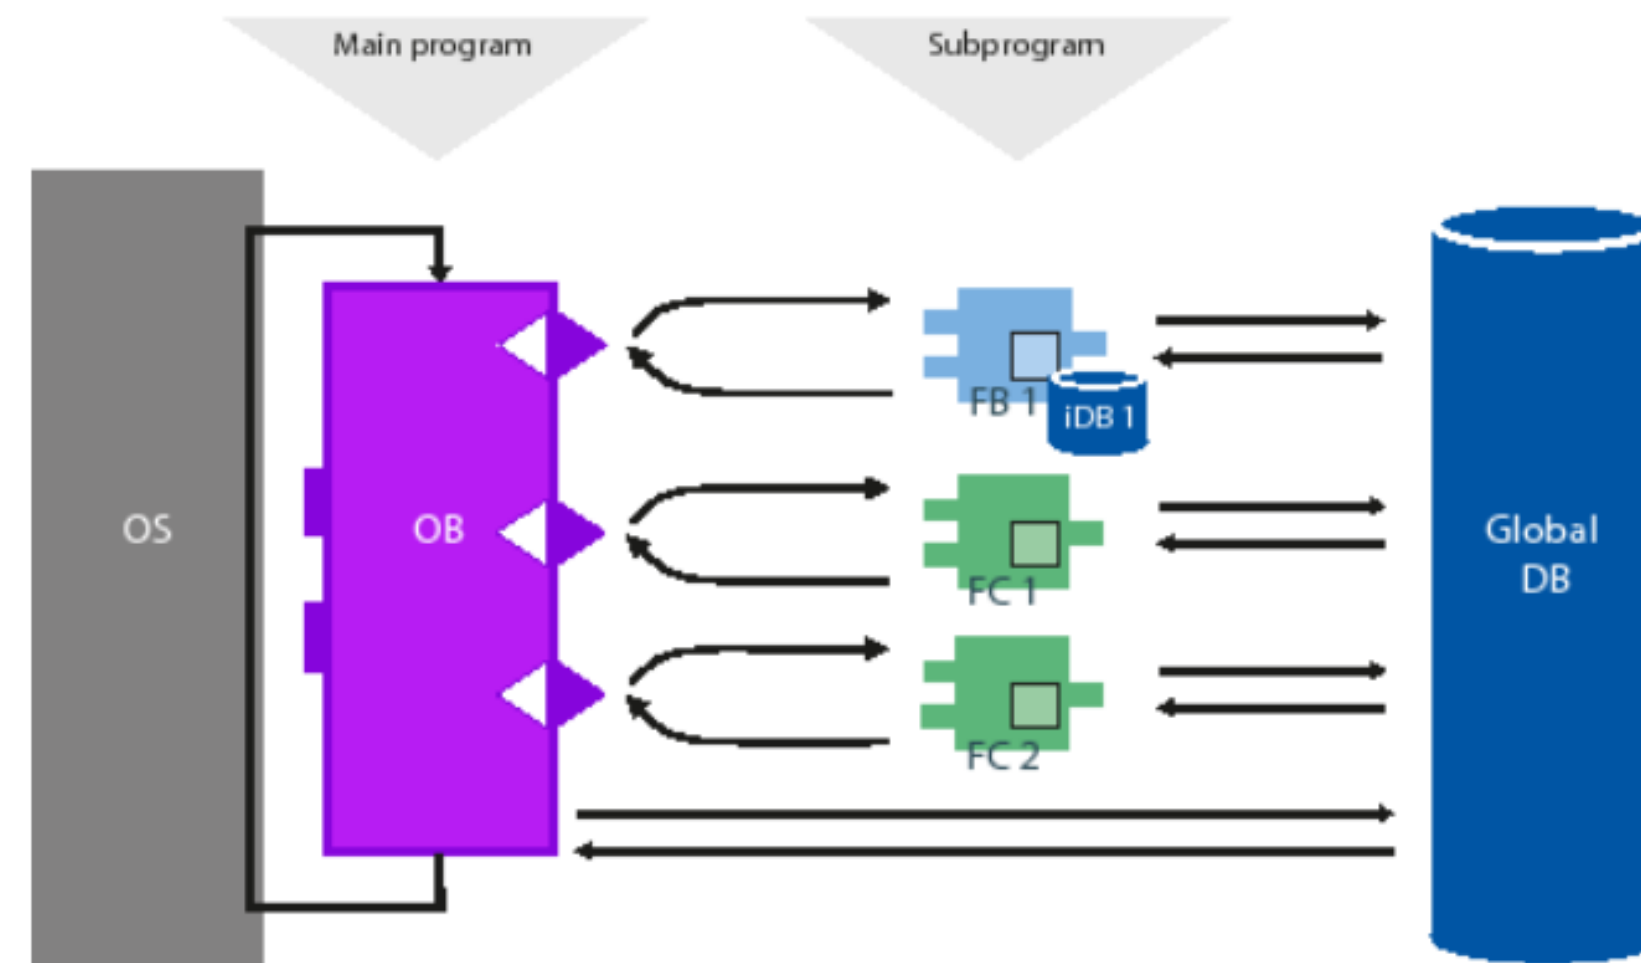 Main program
Subprogram
OS
OB
FB 1
iDB 1
FC 1
FC 2
Global
DB